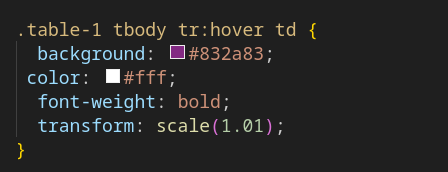 .table-1 tbody tr:hover td {
  background: #832a83;
 color: #fff;
  font-weight: bold;
  transform: scale(1.01);
}